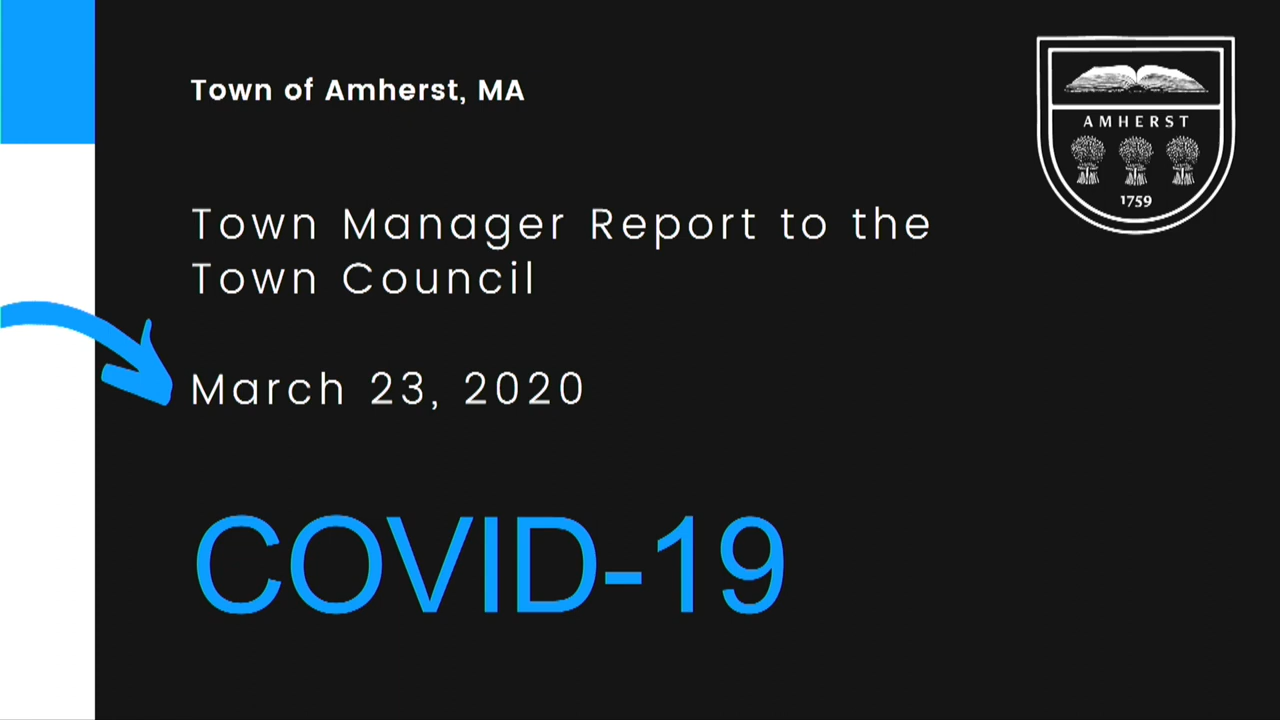 Town of Amherst, MA
AMHERST
1759
Town Manager Report to the
Town Council
March 23, 2020
COVID-19